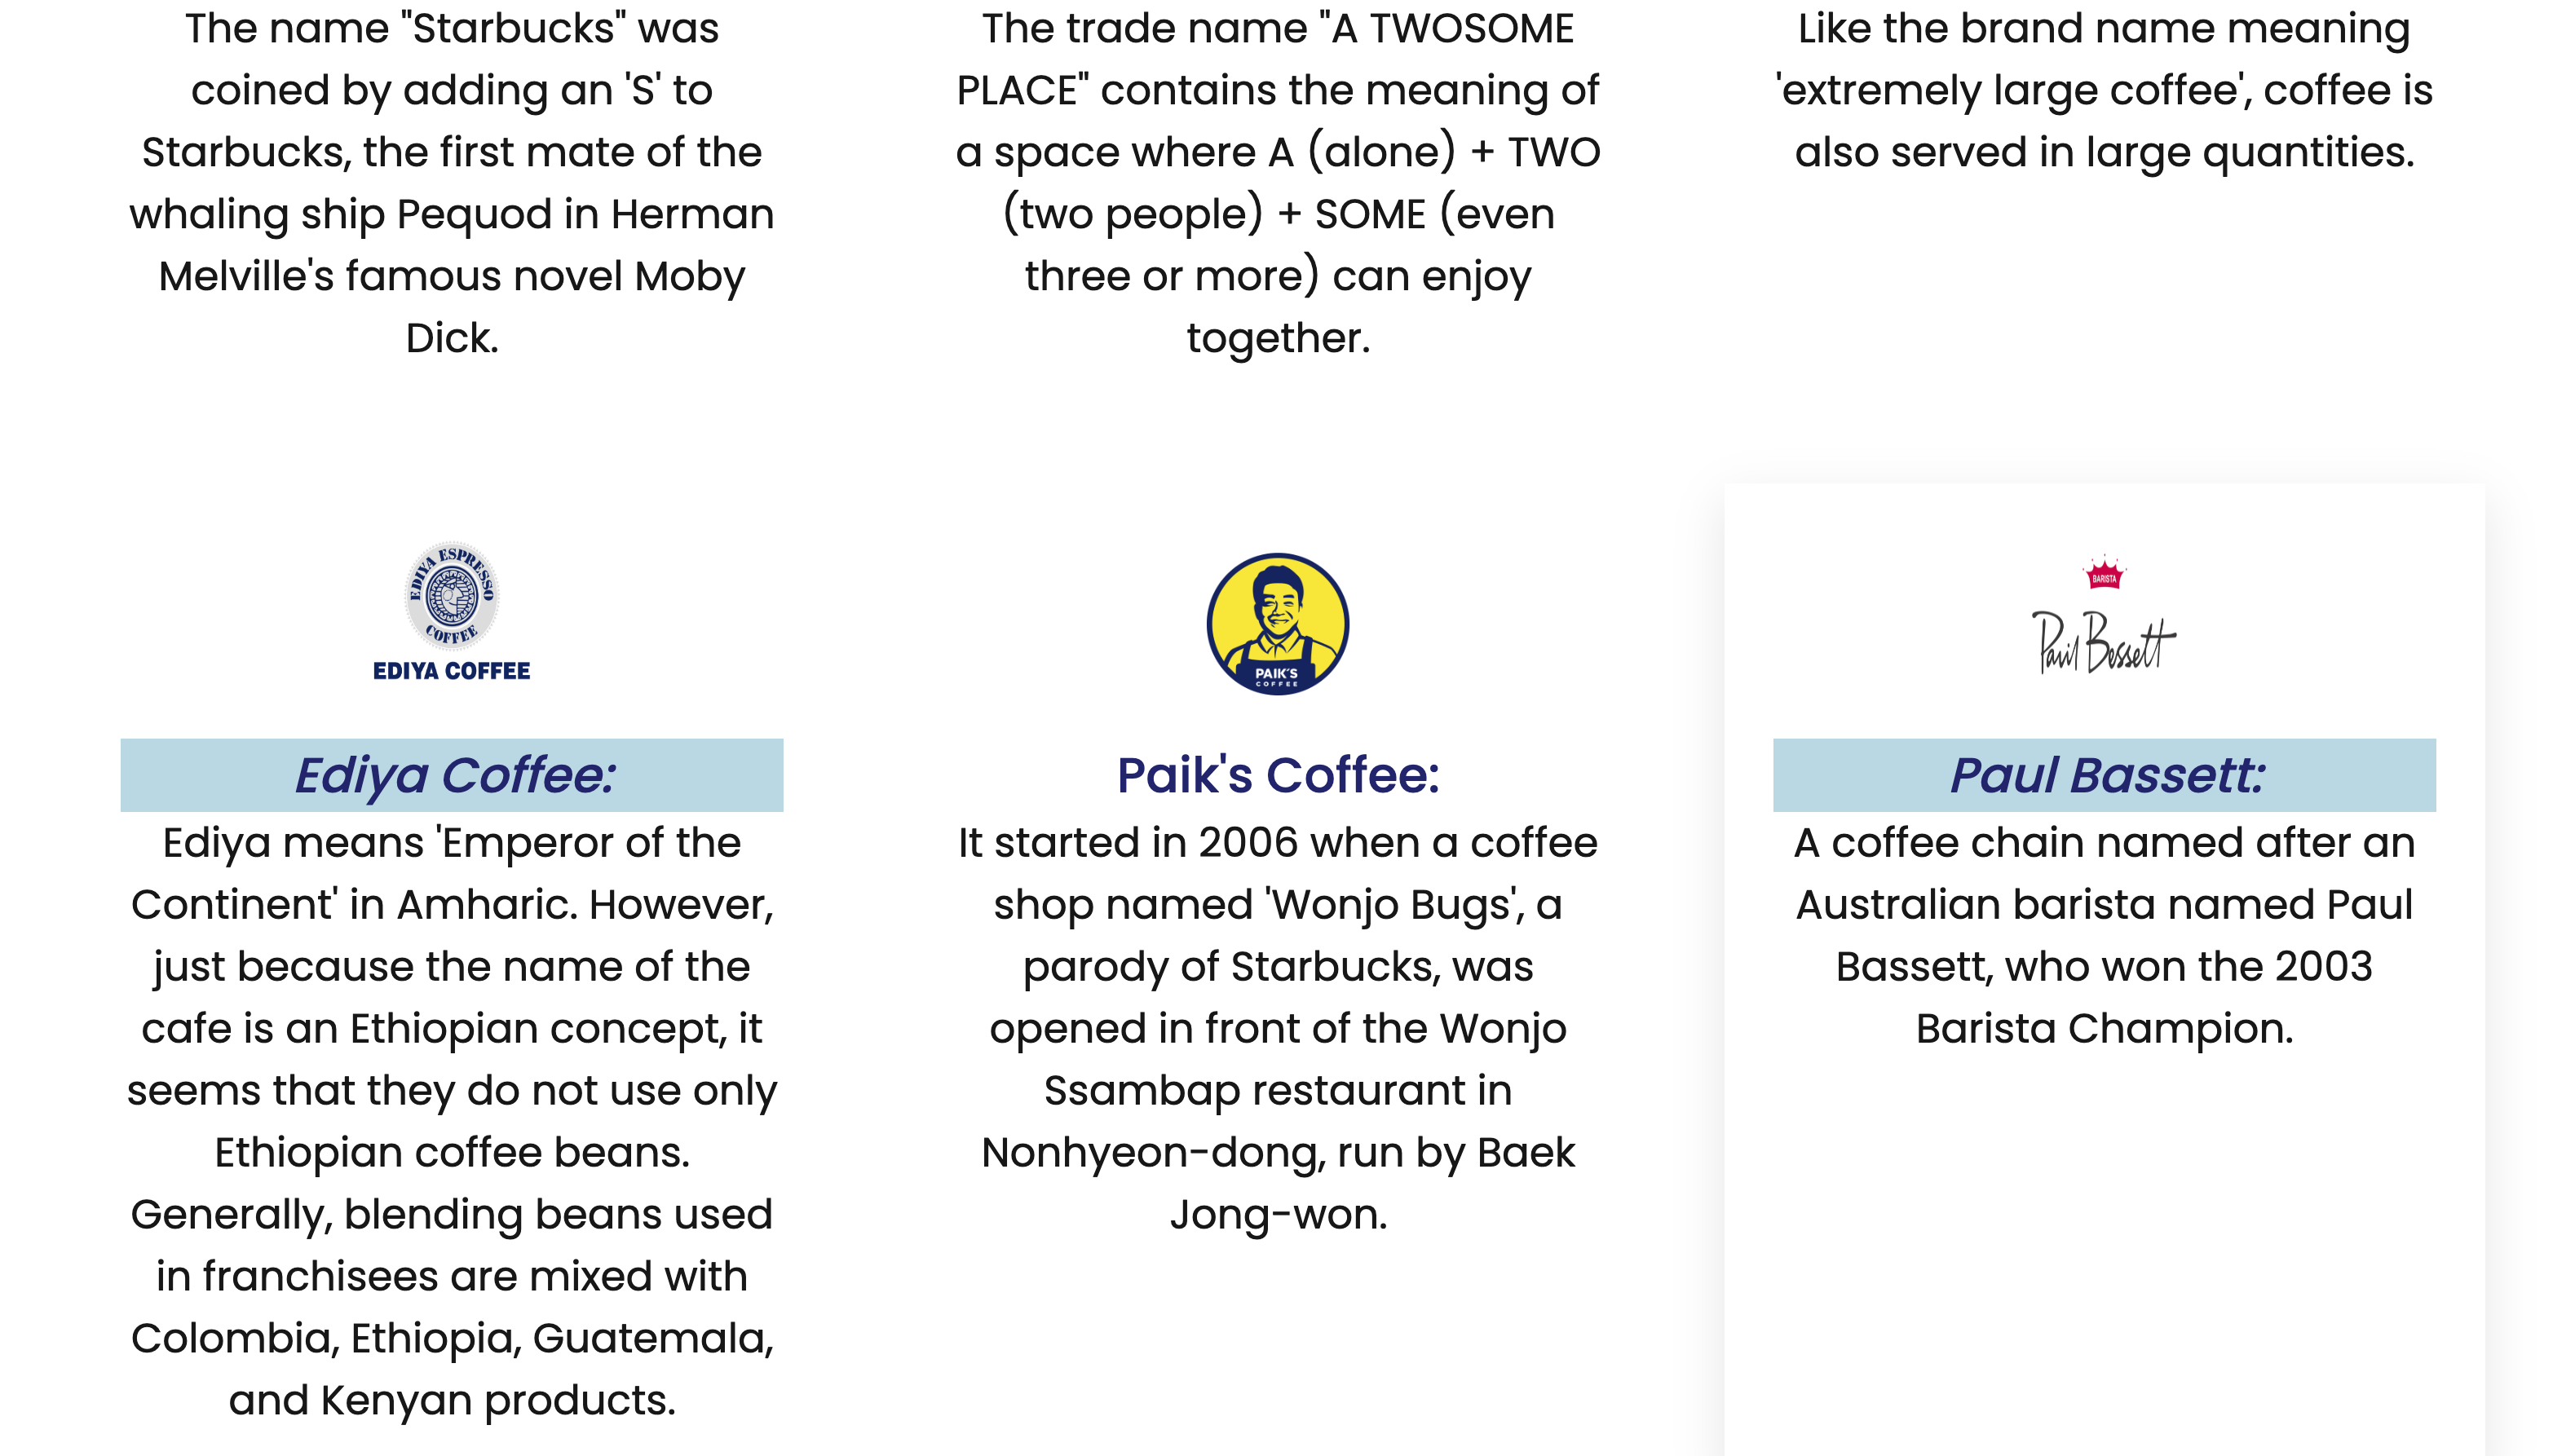 The name "Starbucks" was
coined by adding an 'S' to
Starbucks, the first mate of the
whaling ship Pequod in Herman
Melville's famous novel Moby
Dick.
The trade name "A TWOSOME
PLACE" contains the meaning of
a space where A (alone) + TWO
(two people) + SOME (even
three or more) can enjoy
together.
Like the brand name meaning
'extremely large coffee', coffee is
also served in large quantities.
EDIYA ESPRESSO
COFFEE
EDIYA COFFEE
Ediya Coffee:
Ediya means 'Emperor of the
Continent' in Amharic. However,
just because the name of the
cafe is an Ethiopian concept, it
seems that they do not use only
Ethiopian coffee beans.
Generally, blending beans used
in franchisees are mixed with
Colombia, Ethiopia, Guatemala,
and Kenyan products.
PAIK'S
COFFEE
Paik's Coffee:
It started in 2006 when a coffee
shop named 'Wonjo Bugs', a
parody of Starbucks, was
opened in front of the Wonjo
Ssambap restaurant in
Nonhyeon-dong, run by Baek
Jong-won.
BARISTA
Paul Bassett
Paul Bassett:
A coffee chain named after an
Australian barista named Paul
Bassett, who won the 2003
Barista Champion.